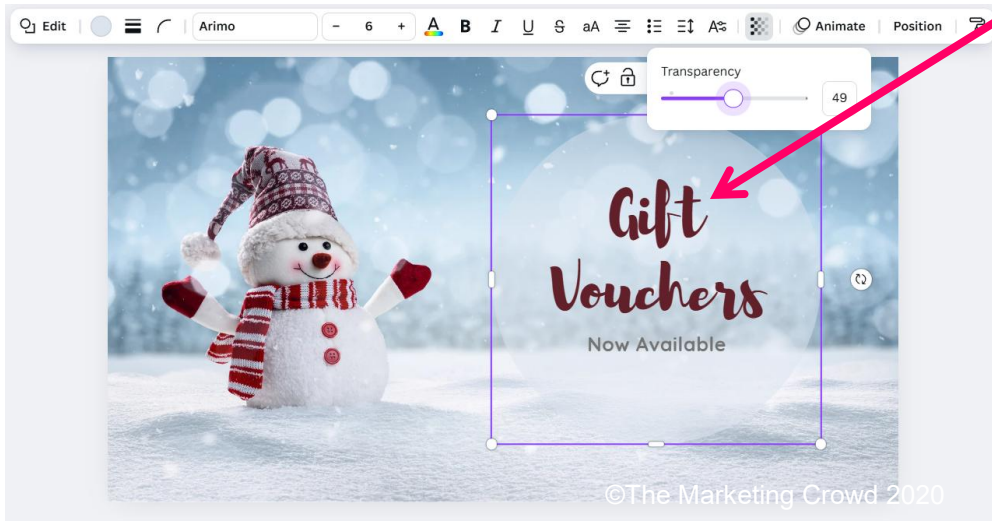 Edit
Arimo
- 6 +
A B I U S aA
Animate
Position
Transparency
49
Gift
Vouchers
Now Available
©The Marketing Crowd 2020